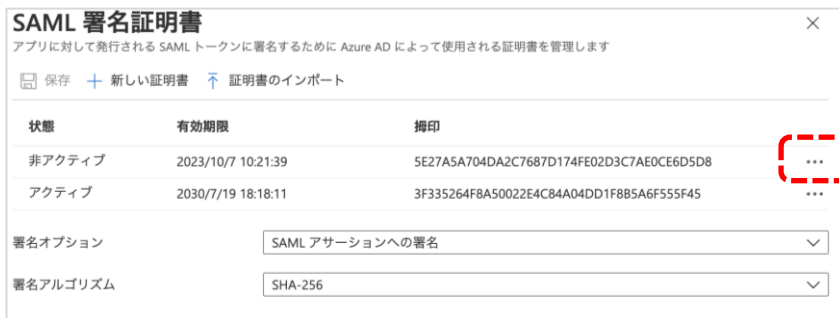 SAML 署名証明書
アプリに対して発行される SAML トークンに署名するために Azure AD によって使用される証明書を管理します
保存 新しい証明書 証明書のインポート
状態 有効期限 拇印
非アクティブ 2023/10/7 10:21:39 5E27A5A704DA2C7687D174FE02D3C7AE0CE6D5D8 ...
アクティブ 2030/7/19 18:18:11 3F335264F8A50022E4C84A04DD1F8B5A6F555F45 ...
署名オプション SAML アサーションへの署名
署名アルゴリズム SHA-256